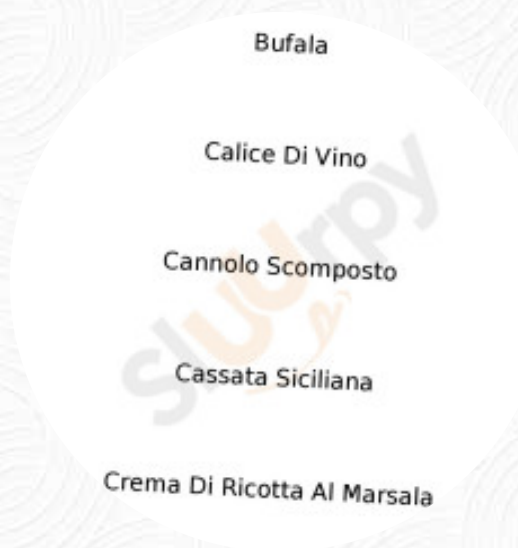 Bufala
Calice Di Vino
Cannolo Scomposto
Cassata Siciliana
Crema Di Ricotta Al Marsala
sluurpy